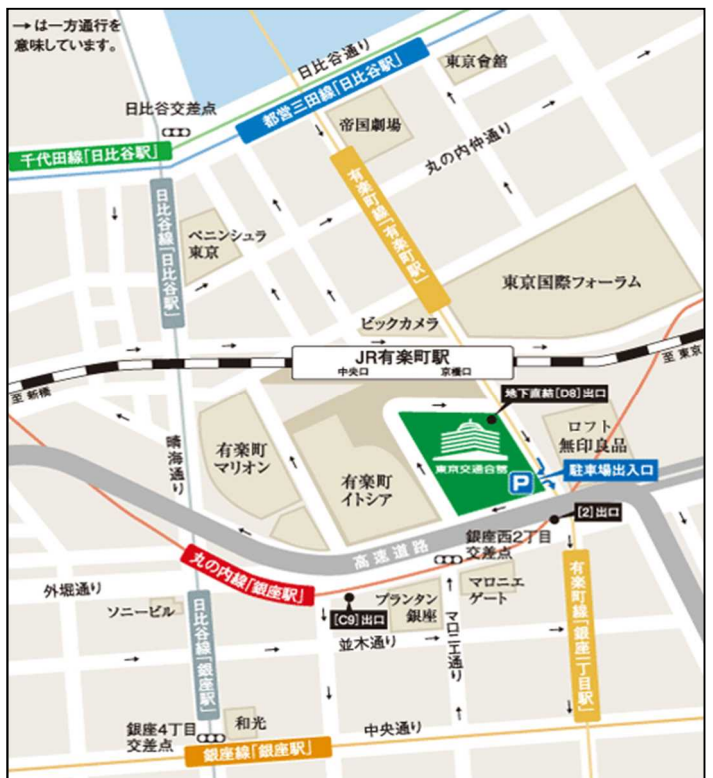 →は一方通行を
意味しています。
日比谷通り
東京會舘
都営三田線「日比谷駅」
日比谷交差点
帝国劇場
千代田線「日比谷駅」
丸の内仲通り
有楽町線「有楽町駅」
日比谷線「日比谷駅」
ペニンシュラ
東京
東京国際フォーラム
ビックカメラ
JR有楽町駅
中央口
京橋口
至 東京
至 新橋
地下直結[D8]出口
ロフト
無印良品
晴海通り
有楽町
マリオン
有楽町
イトシア
東京交通会館
P
駐車場出入口
[2]出口
高速道路
銀座西2丁目
交差点
丸の内線「銀座駅」
外堀通り
ソニービル
日比谷線「銀座駅」
[C9]出口
プランタン
銀座
マロニエ
ゲート
有楽町線「銀座一丁目駅」
並木通り
マロニエ通り
銀座4丁目
交差点
和光
中央通り
銀座線「銀座駅」